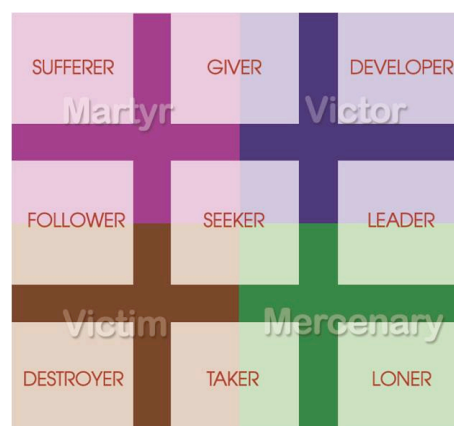 SUFFERER GIVER DEVELOPER
Martyr Victor
FOLLOWER SEEKER LEADER
Victim Mercenary
DESTROYER TAKER LONER